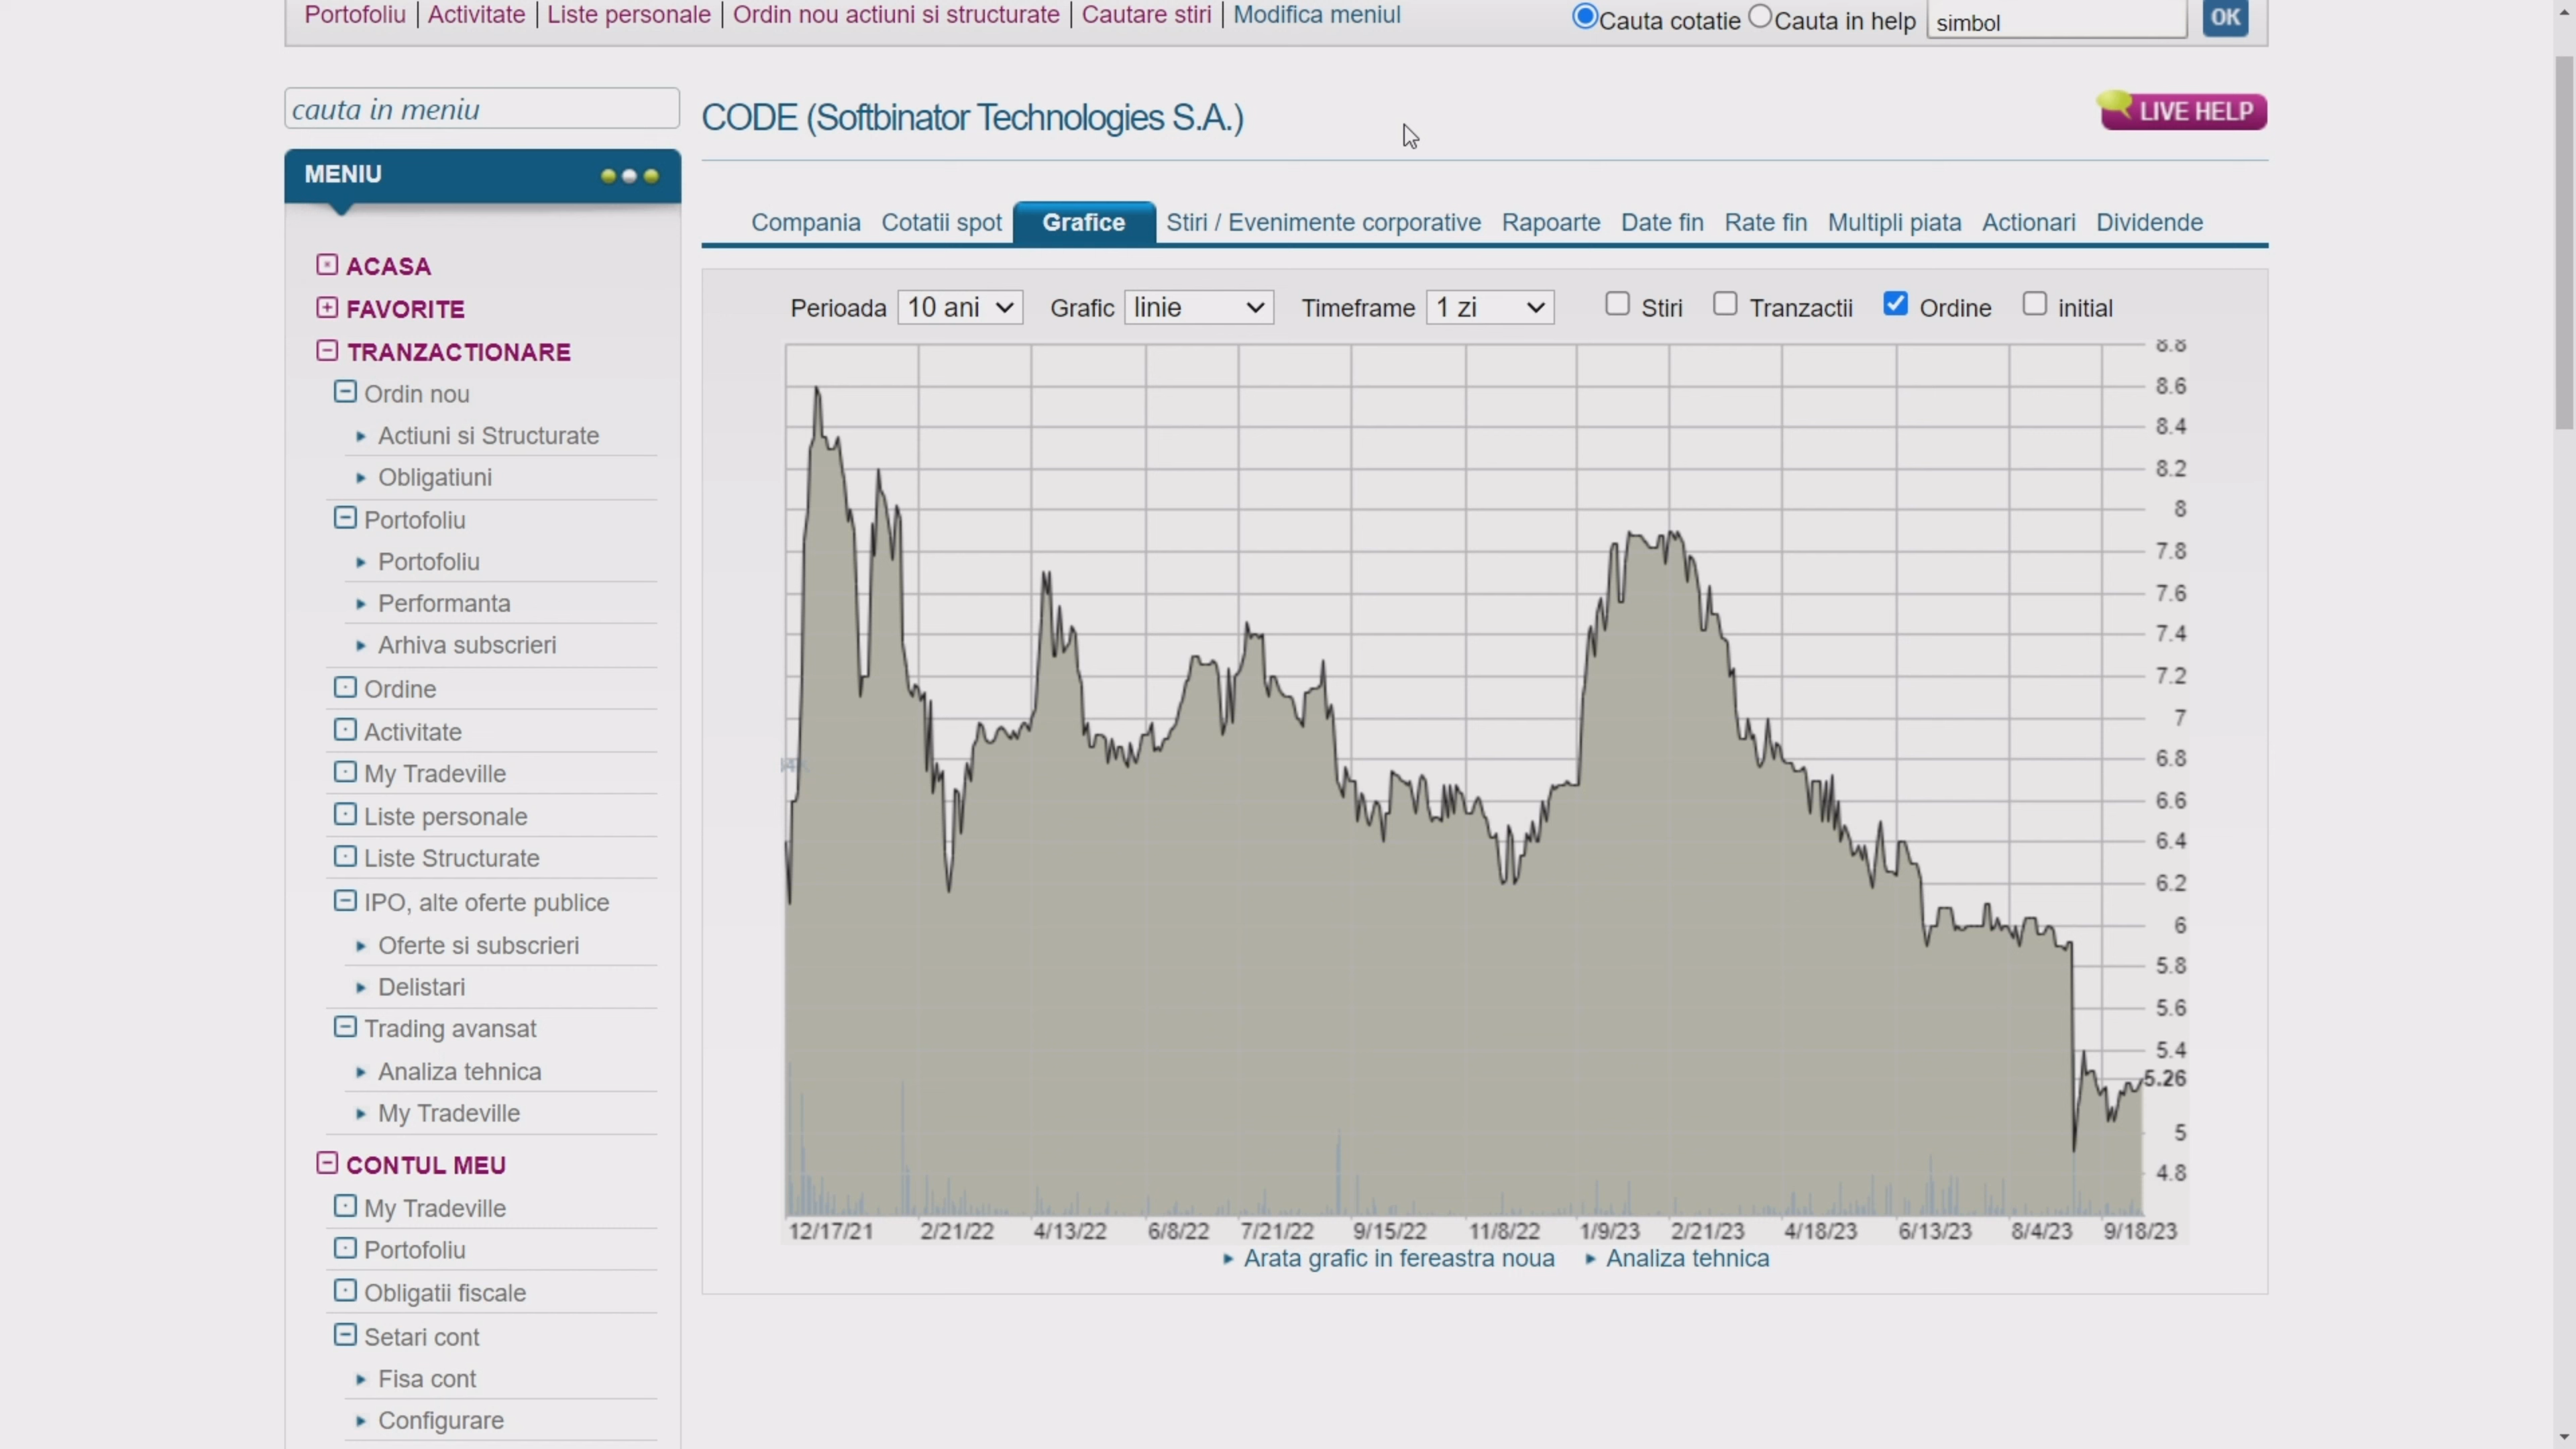 Portofoliu | Activitate | Liste personale | Ordin nou actiuni si structurate | Cautare stiri | Modifica meniul
Cauta cotatie Cauta in help simbol OK
cauta in meniu
CODE (Softbinator Technologies S.A.)
LIVE HELP
MENIU
ACASA
FAVORITE
TRANZACTIONARE
Ordin nou
Actiuni si Structurate
Obligatiuni
Portofoliu
Portofoliu
Performanta
Arhiva subscrieri
Ordine
Activitate
My Tradeville
Liste personale
Liste Structurate
IPO, alte oferte publice
Oferte si subscrieri
Delistari
Trading avansat
Analiza tehnica
My Tradeville
CONTUL MEU
My Tradeville
Portofoliu
Obligatii fiscale
Setari cont
Fisa cont
Configurare
Compania Cotatii spot Grafice Stiri / Evenimente corporative Rapoarte Date fin Rate fin Multipli piata Actionari Dividende
Perioada 10 ani Grafic linie Timeframe 1 zi Stiri Tranzactii Ordine initial
8.8
8.6
8.4
8.2
8
7.8
7.6
7.4
7.2
7
6.8
6.6
6.4
6.2
6
5.8
5.6
5.4
5.26
5
4.8
12/17/21 2/21/22 4/13/22 6/8/22 7/21/22 9/15/22 11/8/22 1/9/23 2/21/23 4/18/23 6/13/23 8/4/23 9/18/23
Arata grafic in fereastra noua Analiza tehnica